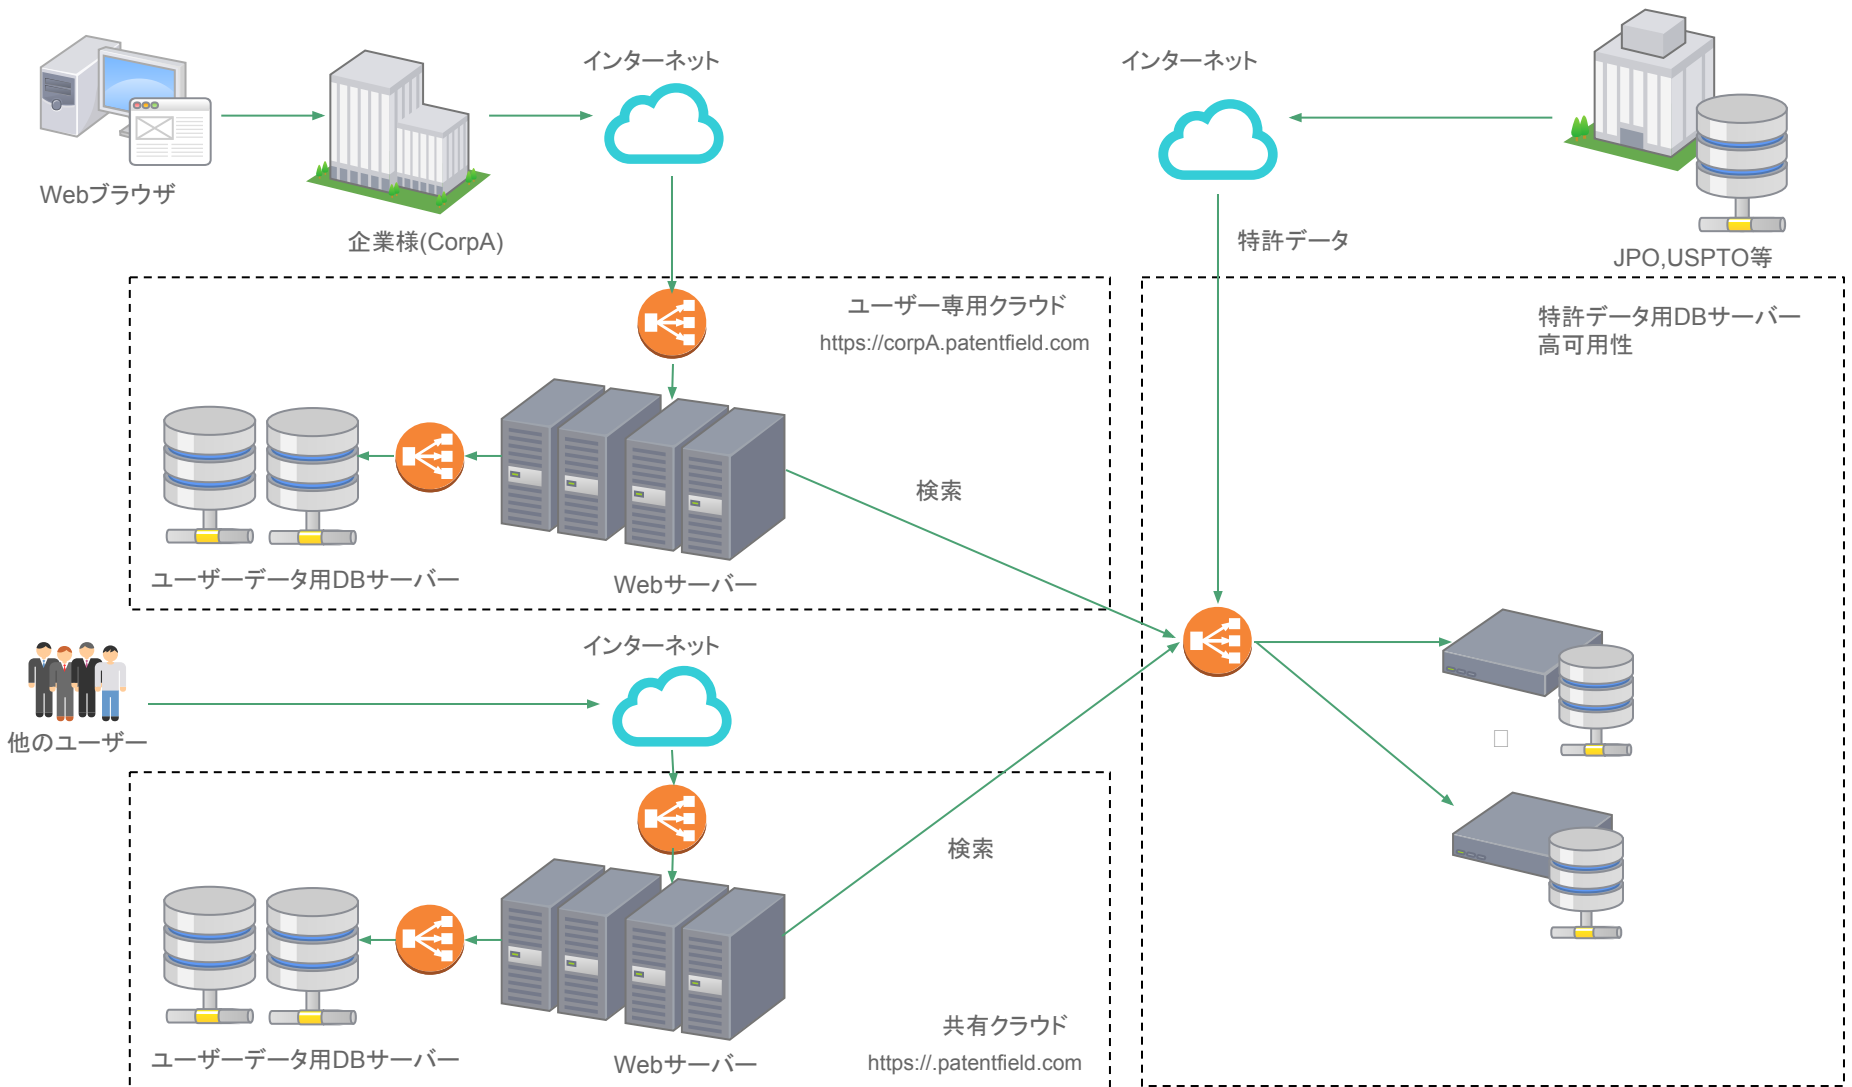 インターネット
インターネット
Webブラウザ
企業様(CorpA)
特許データ
JPO,USPTO等
ユーザー専用クラウド
https://corpA.patentfield.com
特許データ用DBサーバー
高可用性
検索
ユーザーデータ用DBサーバー
Webサーバー
インターネット
他のユーザー
検索
共有クラウド
https://.patentfield.com
ユーザーデータ用DBサーバー
Webサーバー